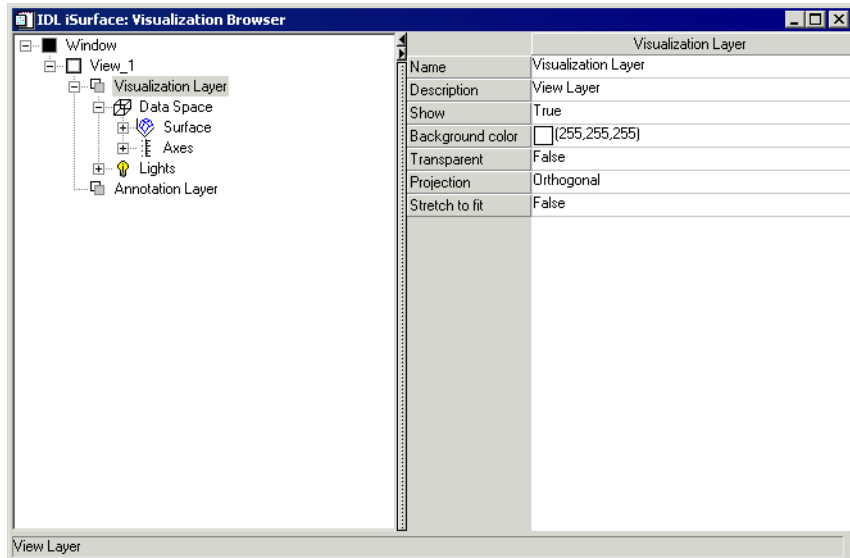 IDL iSurface: Visualization Browser
Window
View_1
Visualization Layer
Data Space
Surface
Axes
Lights
Annotation Layer
Visualization Layer
Name Visualization Layer
Description View Layer
Show True
Background color (255,255,255)
Transparent False
Projection Orthogonal
Stretch to fit False
View Layer